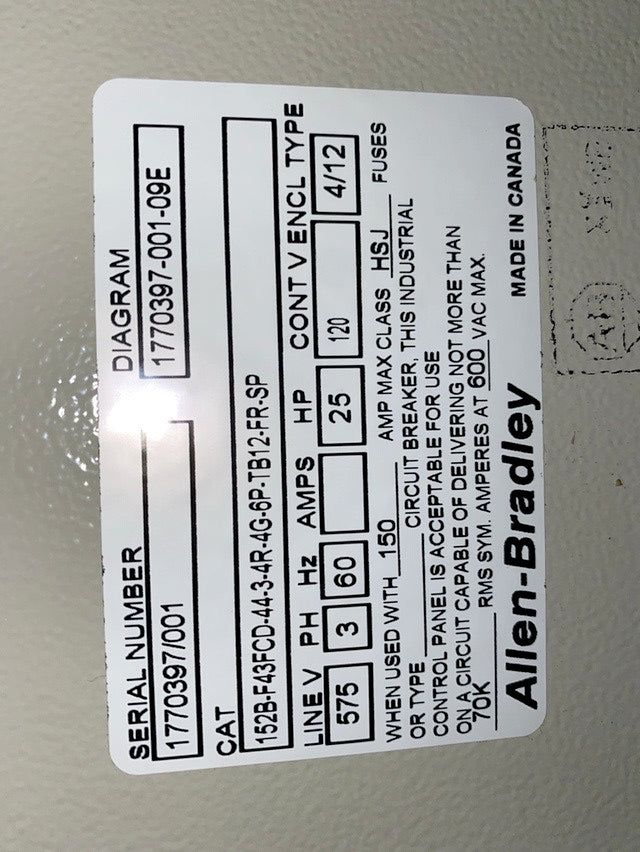 SERIAL NUMBER DIAGRAM
1770397/001 1770397-001-09E
CAT
152B-F43FCD-44-3-4R-4G-6P-TB12-FR-SP
LINE V PH Hz AMPS HP CONT V ENCL TYPE
575 3 60 25 120 4/12
WHEN USED WITH 150 AMP MAX CLASS HSJ FUSES
OR TYPE CIRCUIT BREAKER, THIS INDUSTRIAL
CONTROL PANEL IS ACCEPTABLE FOR USE
ON A CIRCUIT CAPABLE OF DELIVERING NOT MORE THAN
70K RMS SYM. AMPERES AT 600 VAC MAX.
Allen-Bradley MADE IN CANADA